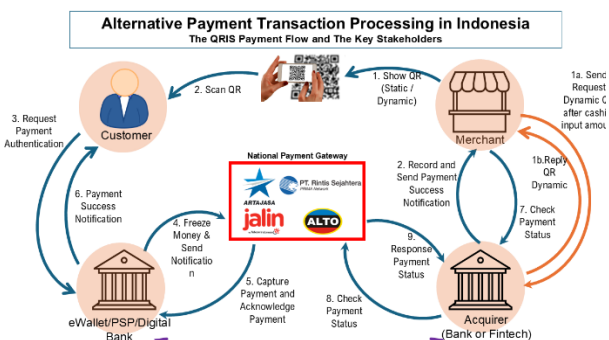 Alternative Payment Transaction Processing in Indonesia
The QRIS Payment Flow and The Key Stakeholders
1. Show QR
(Static /
Dynamic)
2. Scan QR
1a. Send
Request
Dynamic Q
after cashi
input amou
3. Request
Payment
Authentication
Customer
Merchant
National Payment Gateway
ARTAJASA
PT. Rintis Sejahtera
jalin
ALTO
1b.Reply
QR
Dynamic
2. Record and
Send Payment
Success
Notification
6. Payment
Success
Notification
4. Freeze
Money &
Send
Notificatio
n
7. Check
Payment
Status
9.
Response
Payment
Status
5. Capture
Payment and
Acknowledge
Payment
8. Check
Payment
Status
eWallet/PSP/Digital
Bank
Acquirer
(Bank or Fintech)